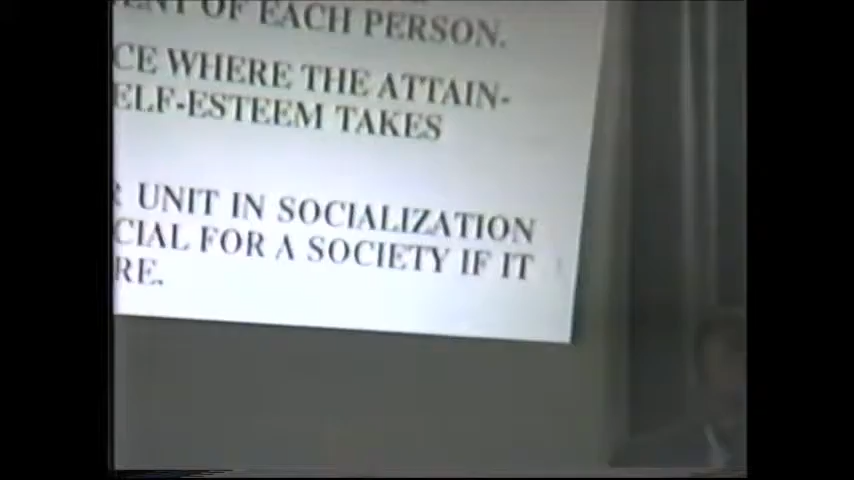 OF EACH PERSON.
CE WHERE THE ATTAIN-
ELF-ESTEEM TAKES
UNIT IN SOCIALIZATION
CIAL FOR A SOCIETY IF IT
RE.